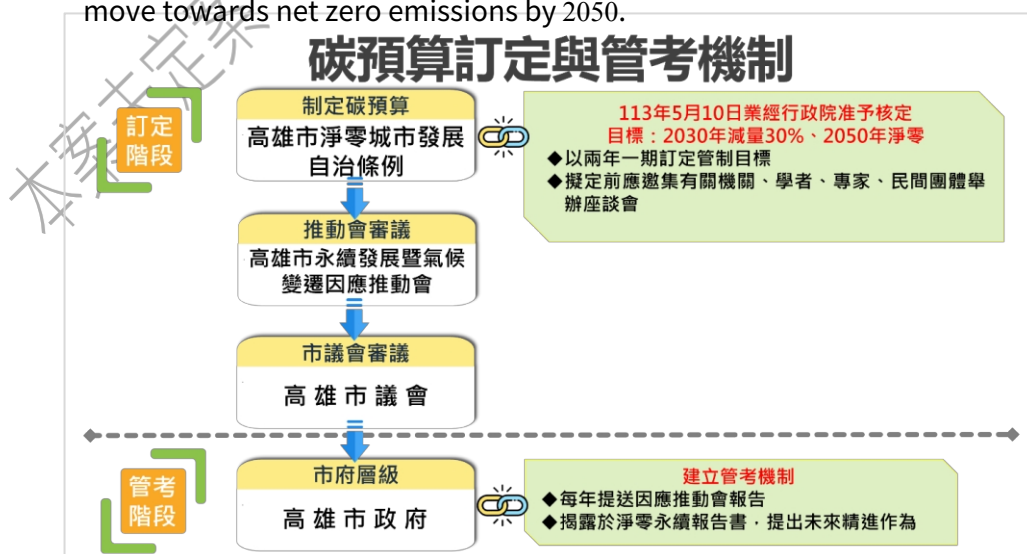 move towards net zero emissions by 2050.
碳預算訂定與管考機制
訂定
階段
制定碳預算
高雄市淨零城市發展
自治條例
113年5月10日業經行政院准予核定
目標：2030年減量30%、2050年淨零
◆以兩年一期訂定管制目標
◆擬定前應邀集有關機關、學者、專家、民間團體舉
辦座談會
推動會審議
高雄市永續發展暨氣候
變遷因應推動會
市議會審議
高雄市議會
管考
階段
市府層級
高雄市政府
建立管考機制
◆每年提送因應推動會報告
◆揭露於淨零永續報告書，提出未來精進作為
本案未定案